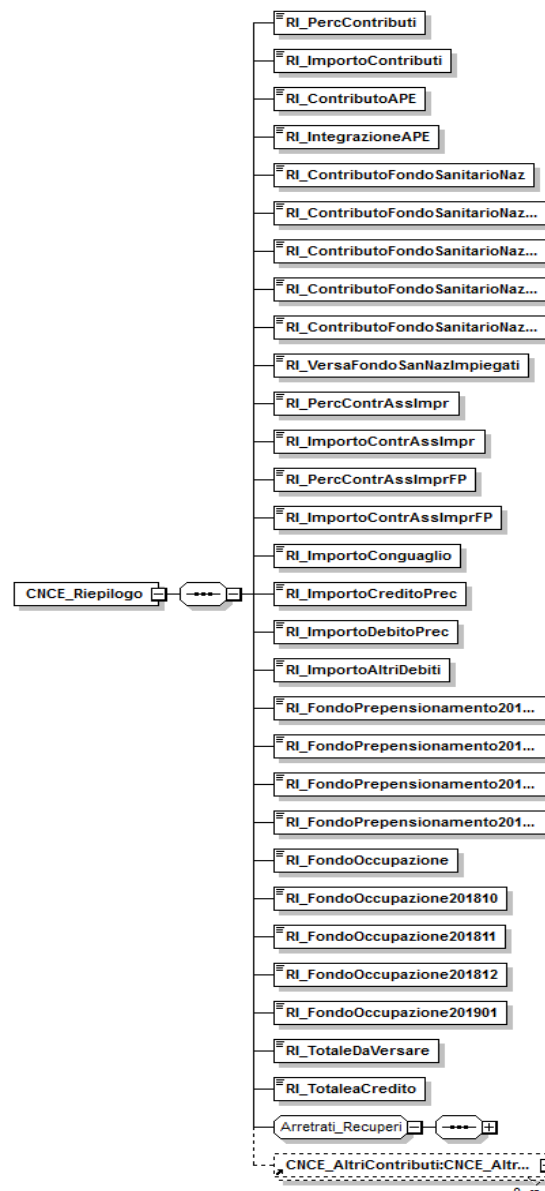 RI_PercContributi
RI_ImportoContributi
RI_ContributoAPE
RI_IntegrazioneAPE
RI_ContributoFondoSanitarioNaz
RI_ContributoFondoSanitarioNaz...
RI_ContributoFondoSanitarioNaz...
RI_ContributoFondoSanitarioNaz...
RI_ContributoFondoSanitarioNaz...
RI_VersaFondoSanNazImpiegati
RI_PercContrAssImpr
RI_ImportoContrAssImpr
RI_PercContrAssImprFP
RI_ImportoContrAssImprFP
RI_ImportoConguaglio
CNCE_Riepilogo
RI_ImportoCreditoPrec
RI_ImportoDebitoPrec
RI_ImportoAltriDebiti
RI_FondoPrepensionamento201...
RI_FondoPrepensionamento201...
RI_FondoPrepensionamento201...
RI_FondoPrepensionamento201...
RI_FondoOccupazione
RI_FondoOccupazione201810
RI_FondoOccupazione201811
RI_FondoOccupazione201812
RI_FondoOccupazione201901
RI_TotaleDaVersare
RI_TotaleaCredito
Arretrati_Recuperi
CNCE_AltriContributi:CNCE_Altr...